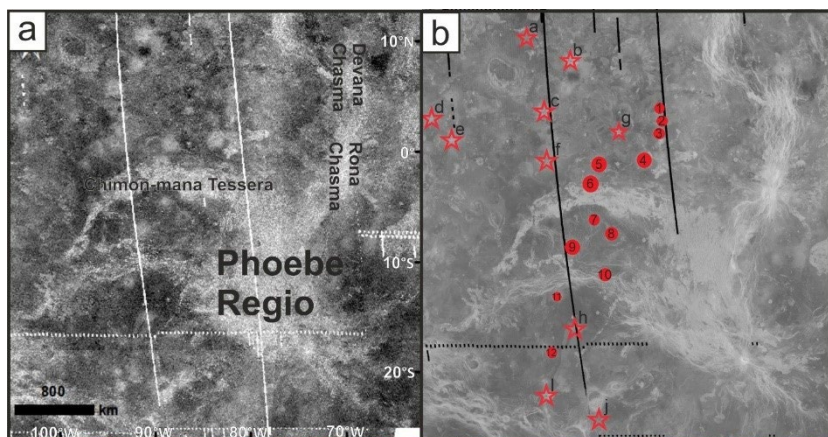 a
10°N
Devana
Chasma
Rona
Chasma
0
Chimon-mana Tessera
Phoebe
Regio
10°S
20°S
800
km
100°W
90°W
80°W
70°W
b
a
b
c
d
e
f
g
1
2
3
4
5
6
7
8
9
10
11
12
h
I
j